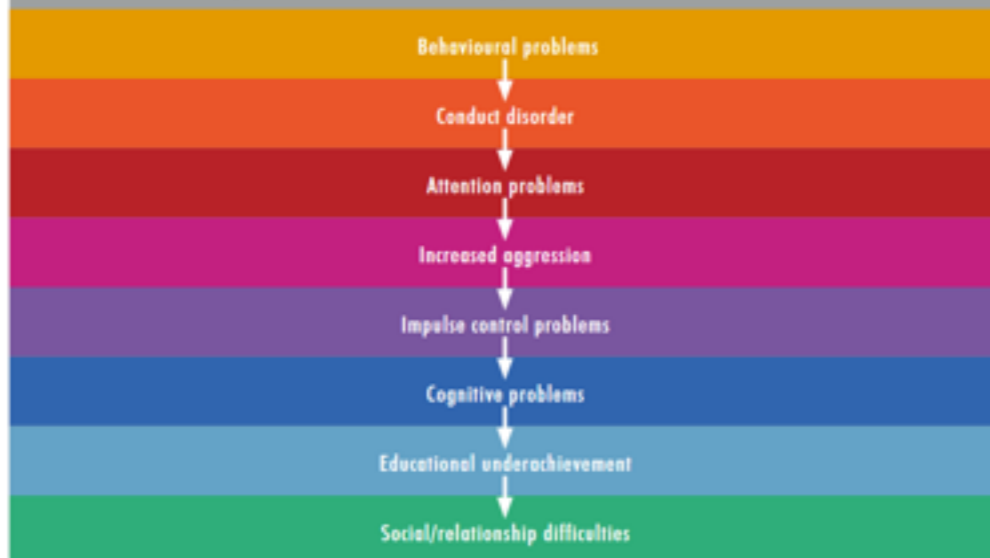 Behavioural problems
Conduct disorder
Attention problems
Increased aggression
Impulse control problems
Cognitive problems
Educational underachievement
Social/relationship difficulties